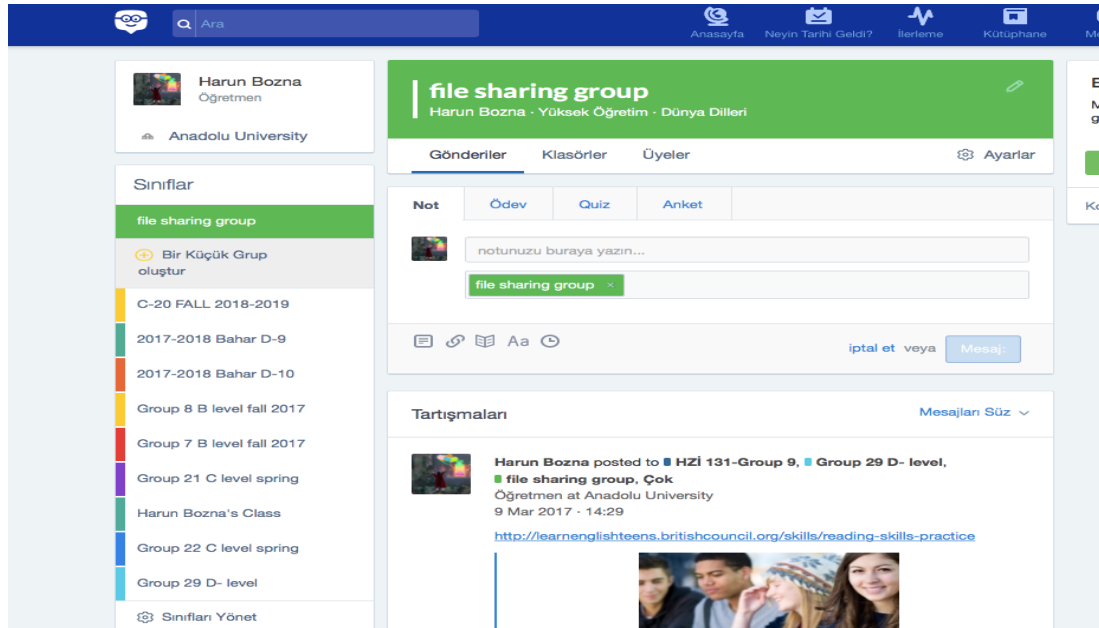 Ara
Anasayfa
Neyin Tarihi Geldi?
İlerleme
Kütüphane
Harun Bozna
Öğretmen
Anadolu University
Sınıflar
file sharing group
Bir Küçük Grup
oluştur
C-20 FALL 2018-2019
2017-2018 Bahar D-9
2017-2018 Bahar D-10
Group 8 B level fall 2017
Group 7 B level fall 2017
Group 21 C level spring
Harun Bozna's Class
Group 22 C level spring
Group 29 D- level
Sınıfları Yönet
file sharing group
Harun Bozna · Yüksek Öğretim · Dünya Dilleri
Gönderiler Klasörler Üyeler Ayarlar
Not Ödev Quiz Anket
notunuzu buraya yazın...
file sharing group ×
Aa
iptal et veya Mesaj:
Tartışmaları Mesajları Süz
Harun Bozna posted to HZİ 131-Group 9, Group 29 D- level,
file sharing group, Çok
Öğretmen at Anadolu University
9 Mar 2017 · 14:29
http://learnenglishteens.britishcouncil.org/skills/reading-skills-practice